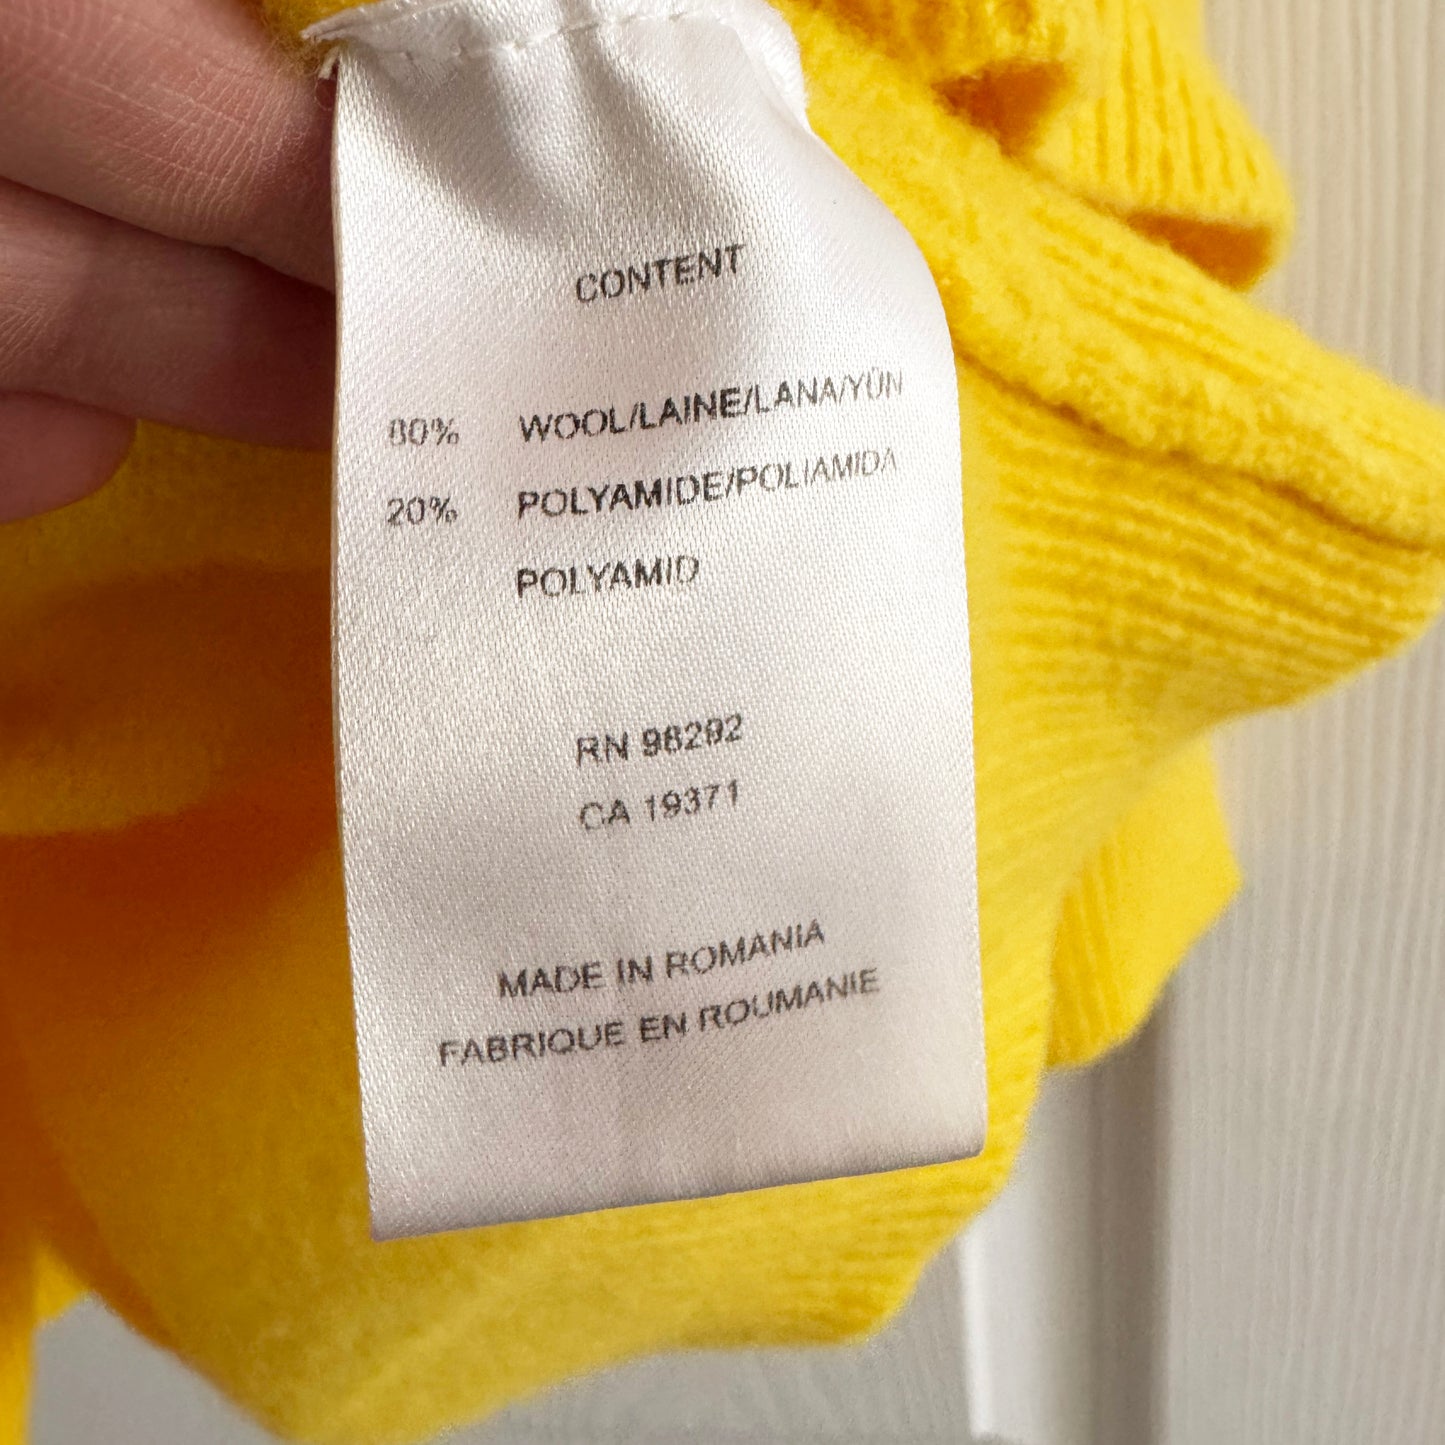 CONTENT
80% WOOL/LAINE/LANA/YÜN
20% POLYAMIDE/POLIAMIDA
POLYAMID
RN 98292
CA 19371
MADE IN ROMANIA
FABRIQUE EN ROUMANIE